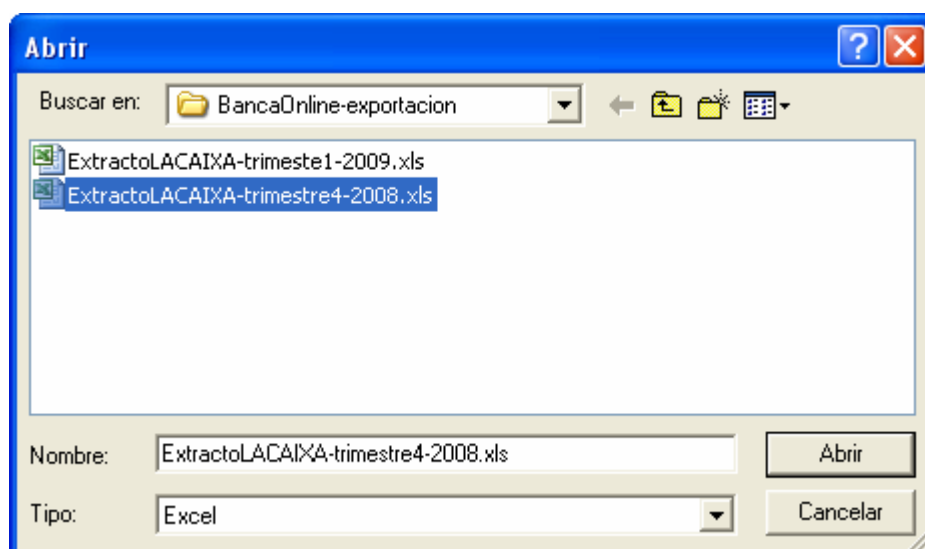 Abrir
Buscar en: BancaOnline-exportacion
ExtractoLACAIXA-trimeste1-2009.xls
ExtractoLACAIXA-trimestre4-2008.xls
Nombre: ExtractoLACAIXA-trimestre4-2008.xls Abrir
Tipo: Excel Cancelar